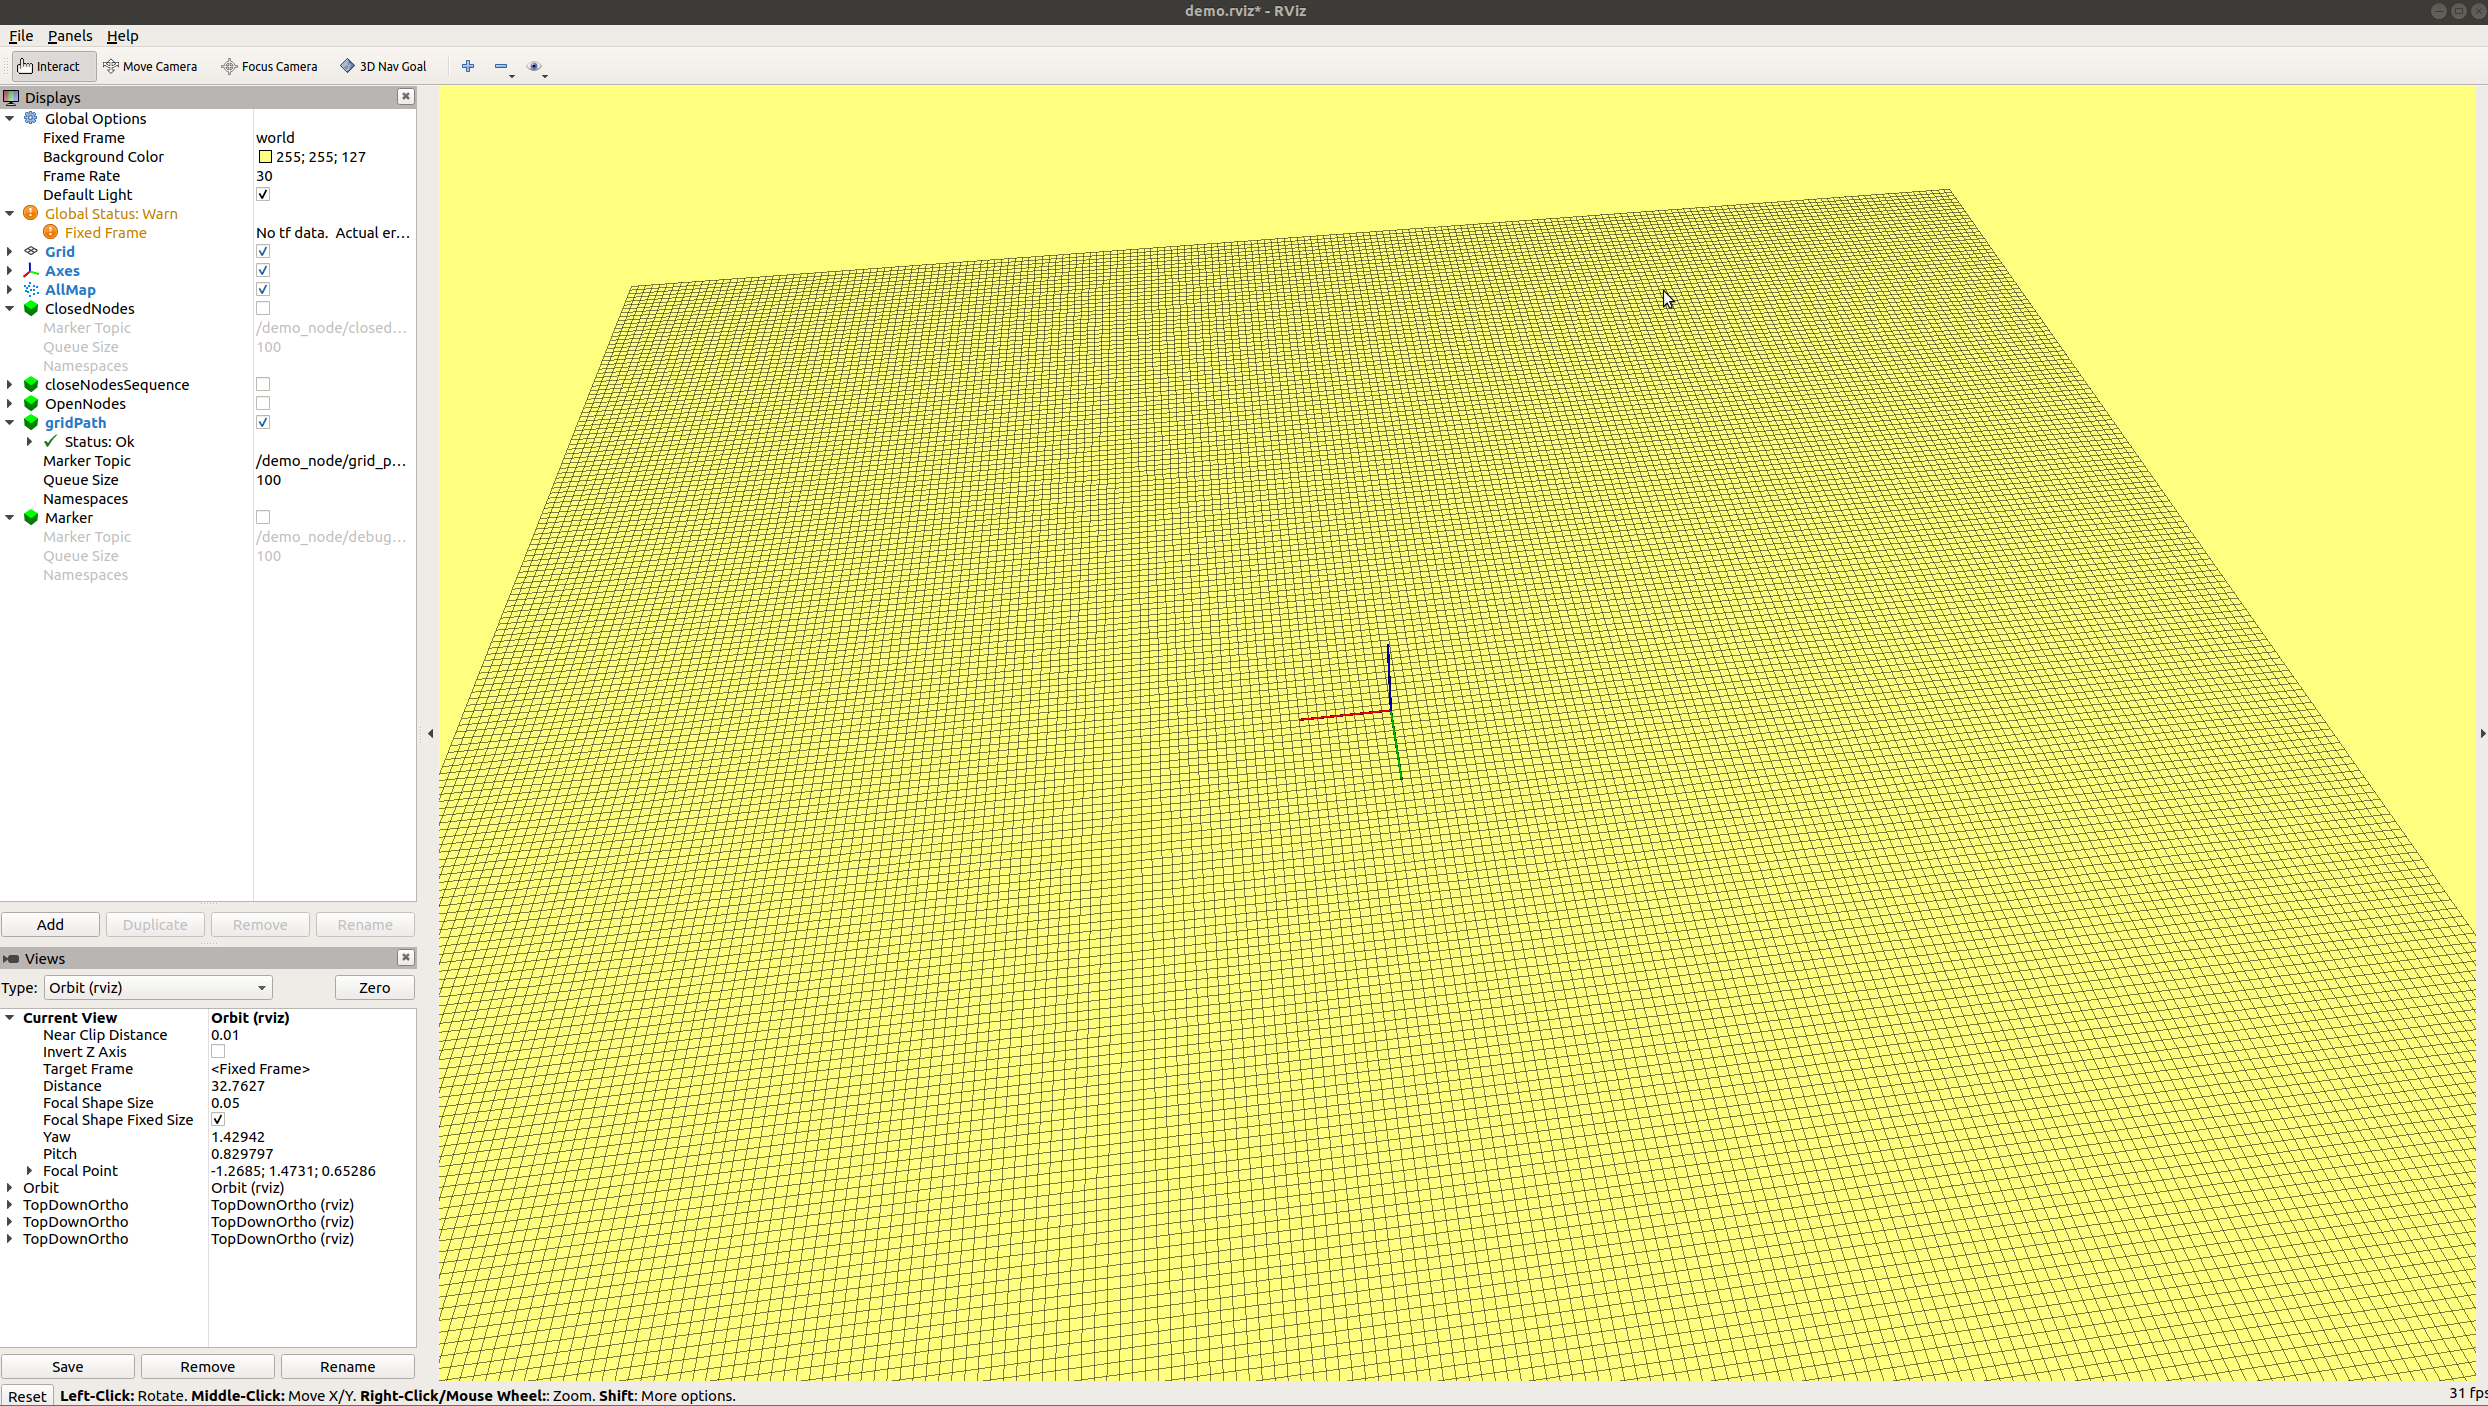 demo.rviz* - RViz
File Panels Help
Interact Move Camera Focus Camera 3D Nav Goal
Displays
Global Options
Fixed Frame world
Background Color 255; 255; 127
Frame Rate 30
Default Light
Global Status: Warn
Fixed Frame No tf data. Actual er...
Grid
Axes
AllMap
ClosedNodes
Marker Topic /demo_node/closed...
Queue Size 100
Namespaces
closeNodesSequence
OpenNodes
gridPath
Status: Ok
Marker Topic /demo_node/grid_p...
Queue Size 100
Namespaces
Marker
Marker Topic /demo_node/debug...
Queue Size 100
Namespaces
Add Duplicate Remove Rename
Views
Type: Orbit (rviz) Zero
Current View Orbit (rviz)
Near Clip Distance 0.01
Invert Z Axis
Target Frame <Fixed Frame>
Distance 32.7627
Focal Shape Size 0.05
Focal Shape Fixed Size
Yaw 1.42942
Pitch 0.829797
Focal Point -1.2685; 1.4731; 0.65286
Orbit Orbit (rviz)
TopDownOrtho TopDownOrtho (rviz)
TopDownOrtho TopDownOrtho (rviz)
TopDownOrtho TopDownOrtho (rviz)
Save Remove Rename
Reset Left-Click: Rotate. Middle-Click: Move X/Y. Right-Click/Mouse Wheel:: Zoom. Shift: More options. 31 fps